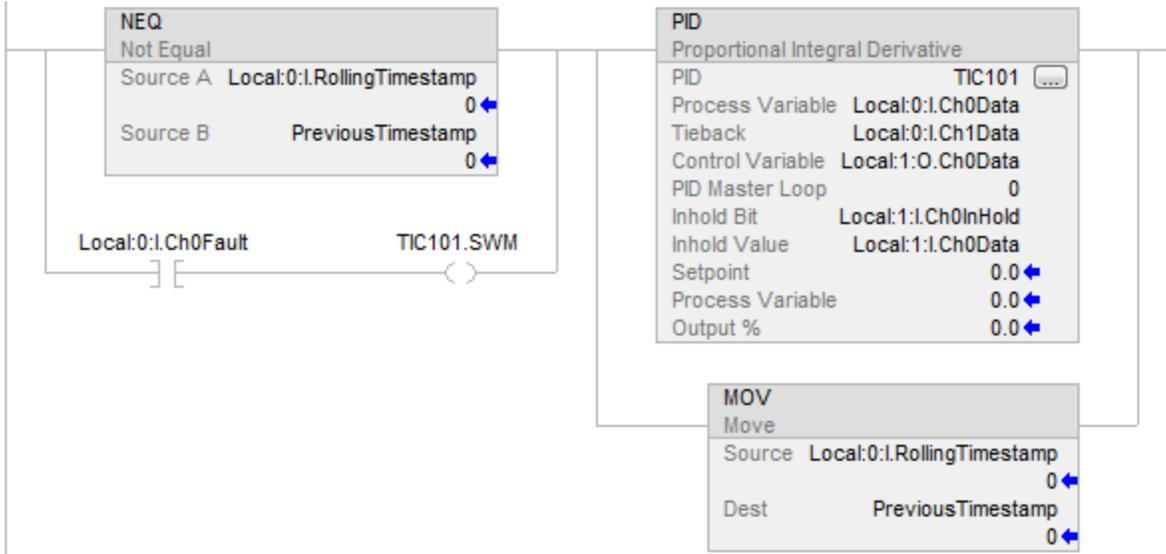 NEQ
Not Equal
Source A Local:0:I.RollingTimestamp
0
Source B PreviousTimestamp
0
Local:0:I.Ch0Fault TIC101.SWM
PID
Proportional Integral Derivative
PID TIC101 ...
Process Variable Local:0:I.Ch0Data
Tieback Local:0:I.Ch1Data
Control Variable Local:1:O.Ch0Data
PID Master Loop 0
Inhold Bit Local:1:I.Ch0InHold
Inhold Value Local:1:I.Ch0Data
Setpoint 0.0
Process Variable 0.0
Output % 0.0
MOV
Move
Source Local:0:I.RollingTimestamp
0
Dest PreviousTimestamp
0